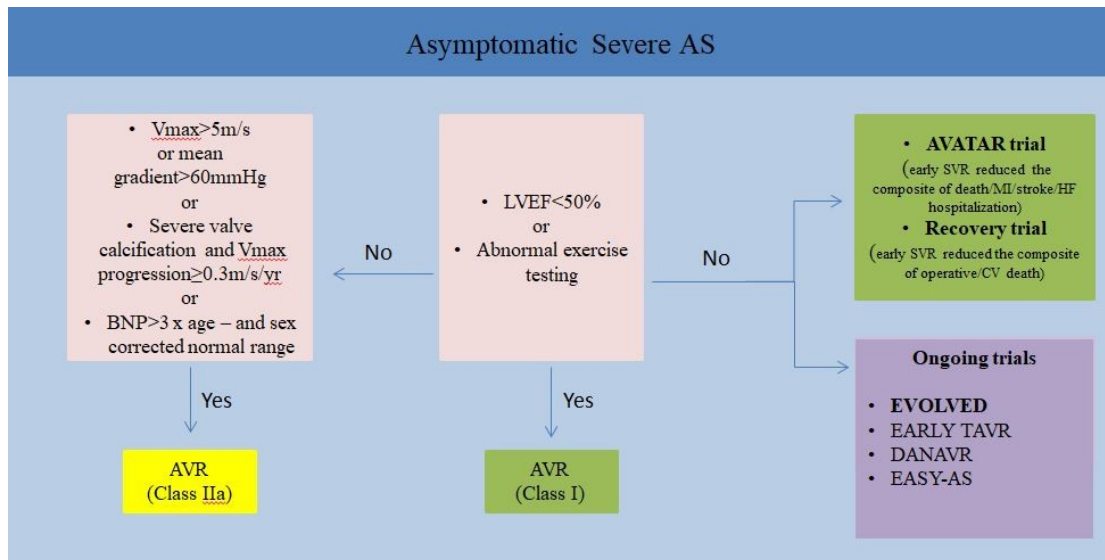 Asymptomatic Severe AS
• Vmax>5m/s
or mean
gradient>60mmHg
or
• Severe valve
calcification and Vmax
progression≥0.3m/s/yr
or
• BNP>3 x age – and sex
corrected normal range
No
• LVEF<50%
or
• Abnormal exercise
testing
No
• AVATAR trial
(early SVR reduced the
composite of death/MI/stroke/HF
hospitalization)
• Recovery trial
(early SVR reduced the composite
of operative/CV death)
Yes
AVR
(Class IIa)
Yes
AVR
(Class I)
Ongoing trials
• EVOLVED
• EARLY TAVR
• DANAVR
• EASY-AS